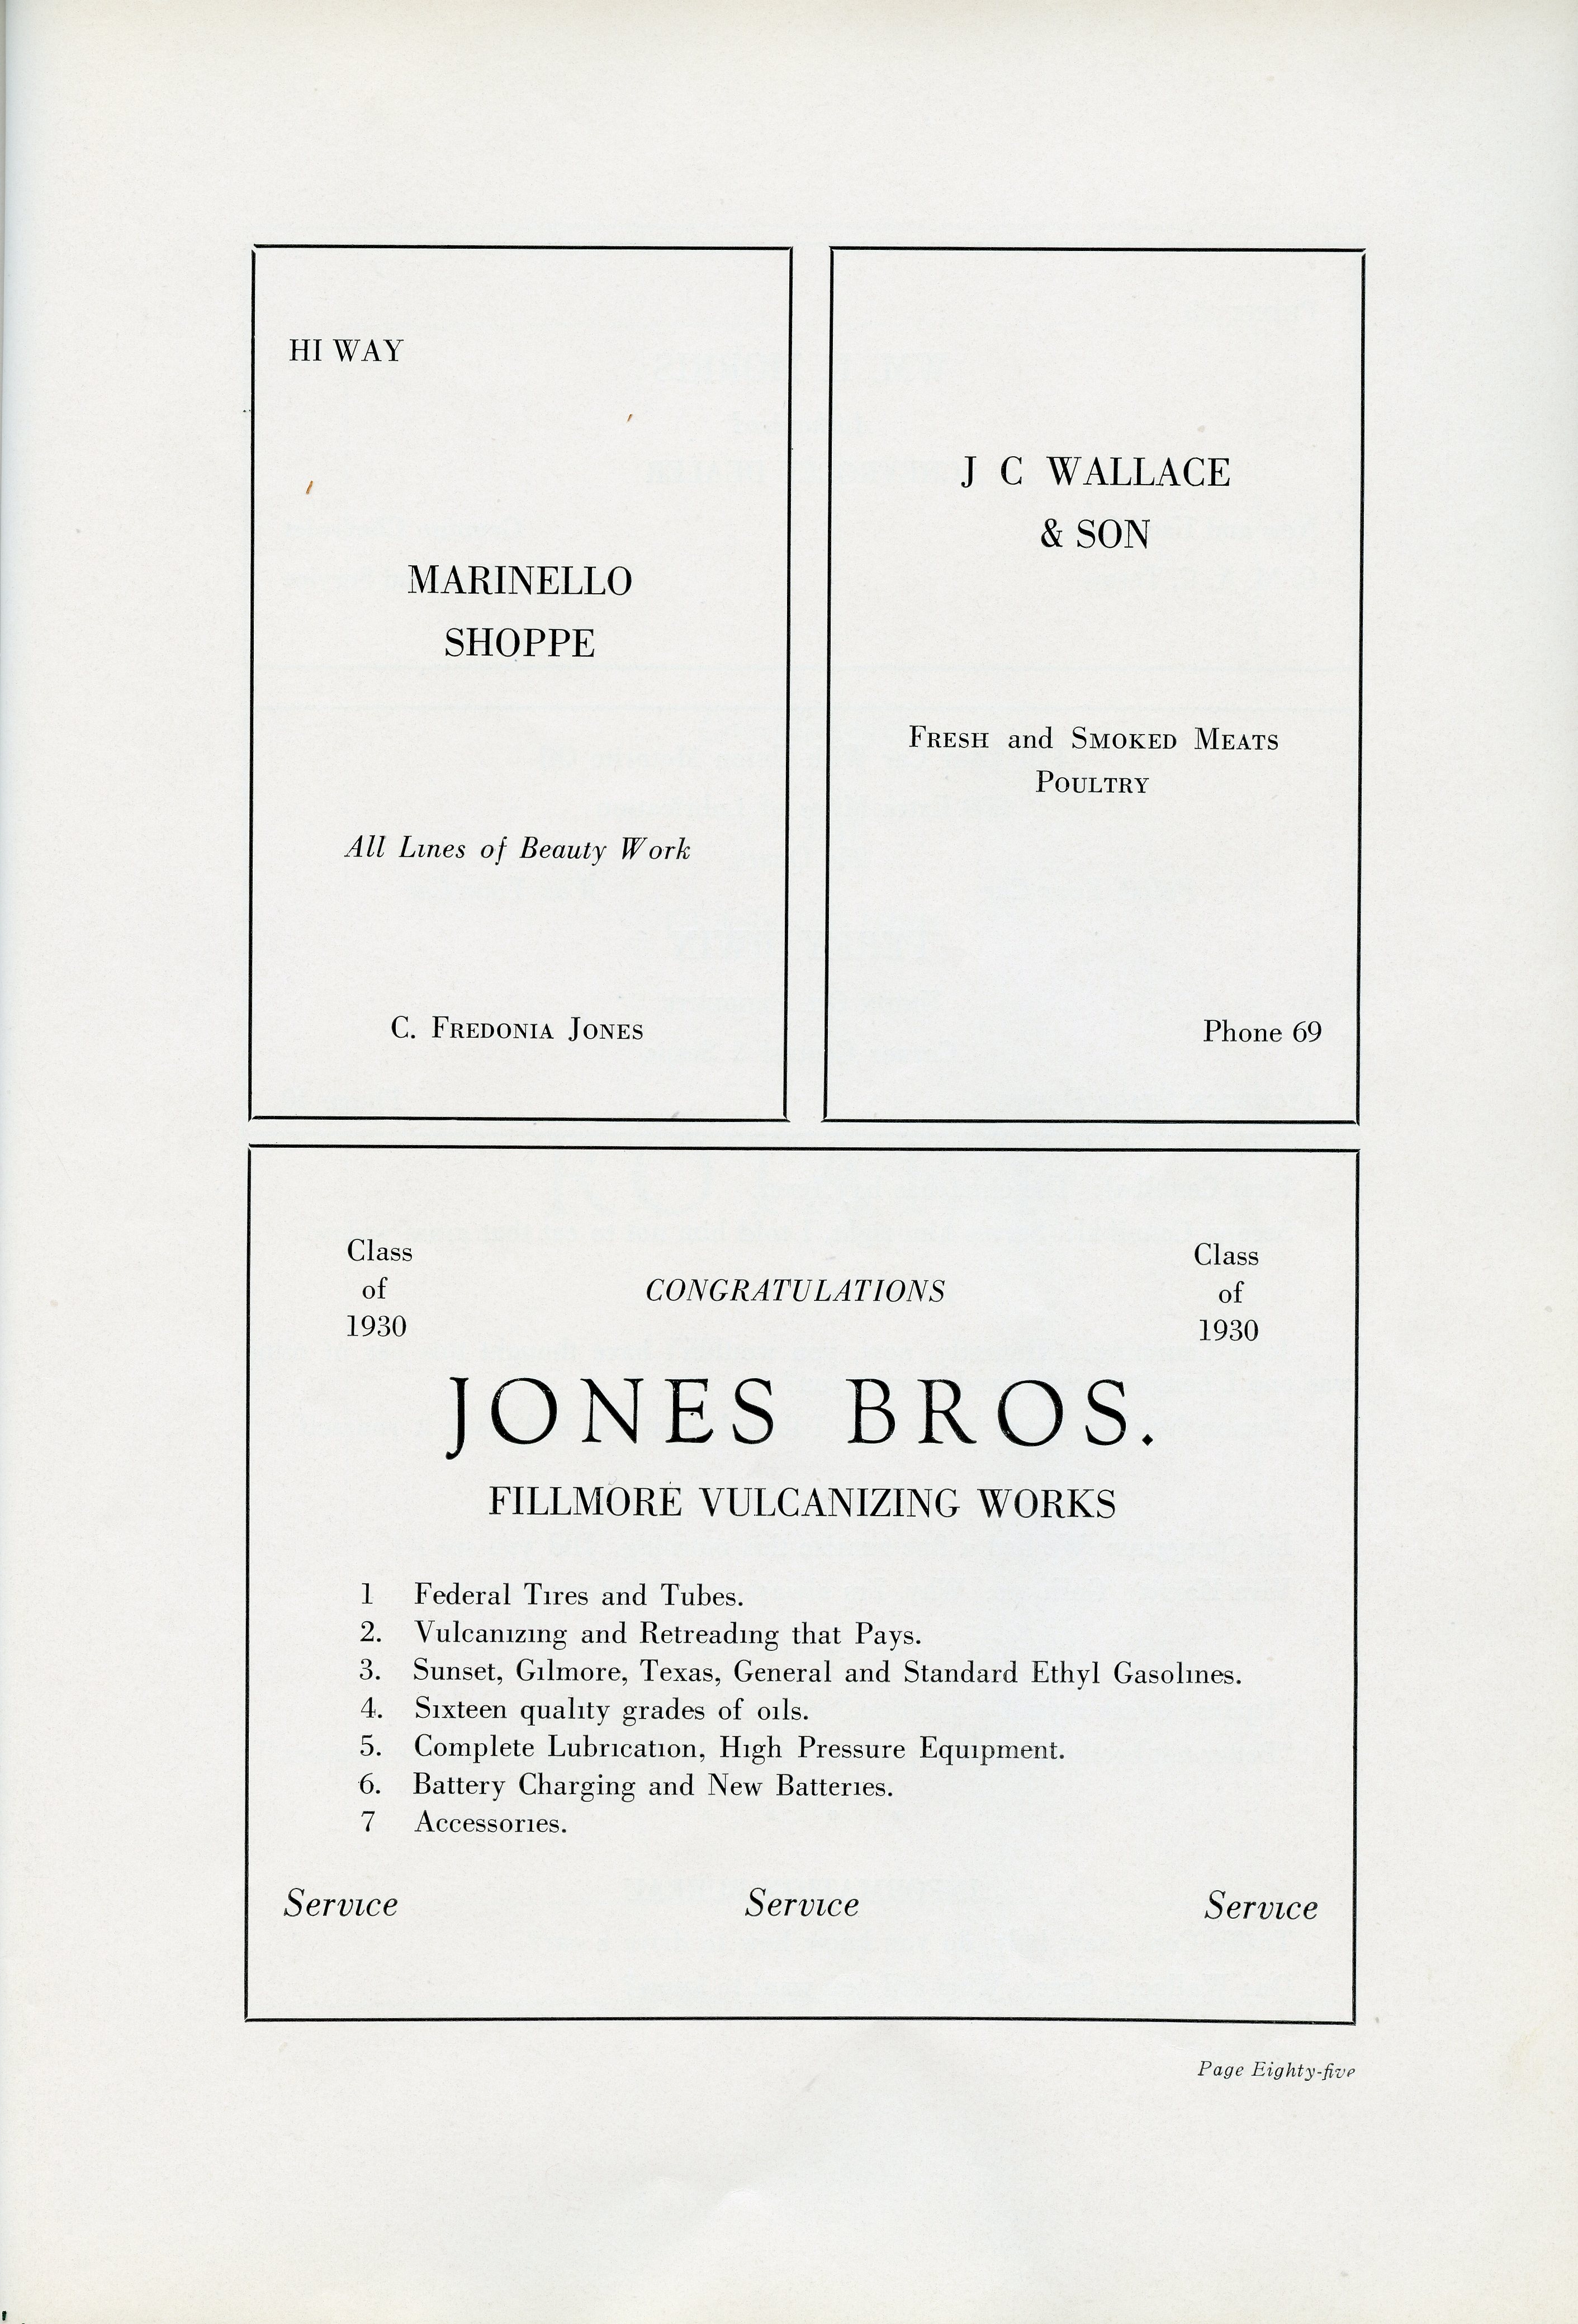 HI WAY
MARINELLO
SHOPPE
All Lines of Beauty Work
C. FREDONIA JONES
J C WALLACE
& SON
FRESH and SMOKED MEATS
POULTRY
Phone 69
Class
of
1930
CONGRATULATIONS
Class
of
1930
JONES BROS.
FILLMORE VULCANIZING WORKS
1 Federal Tires and Tubes.
2. Vulcanizing and Retreading that Pays.
3. Sunset, Gilmore, Texas, General and Standard Ethyl Gasolines.
4. Sixteen quality grades of oils.
5. Complete Lubrication, High Pressure Equipment.
6. Battery Charging and New Batteries.
7 Accessories.
Service Service Service
Page Eighty-five